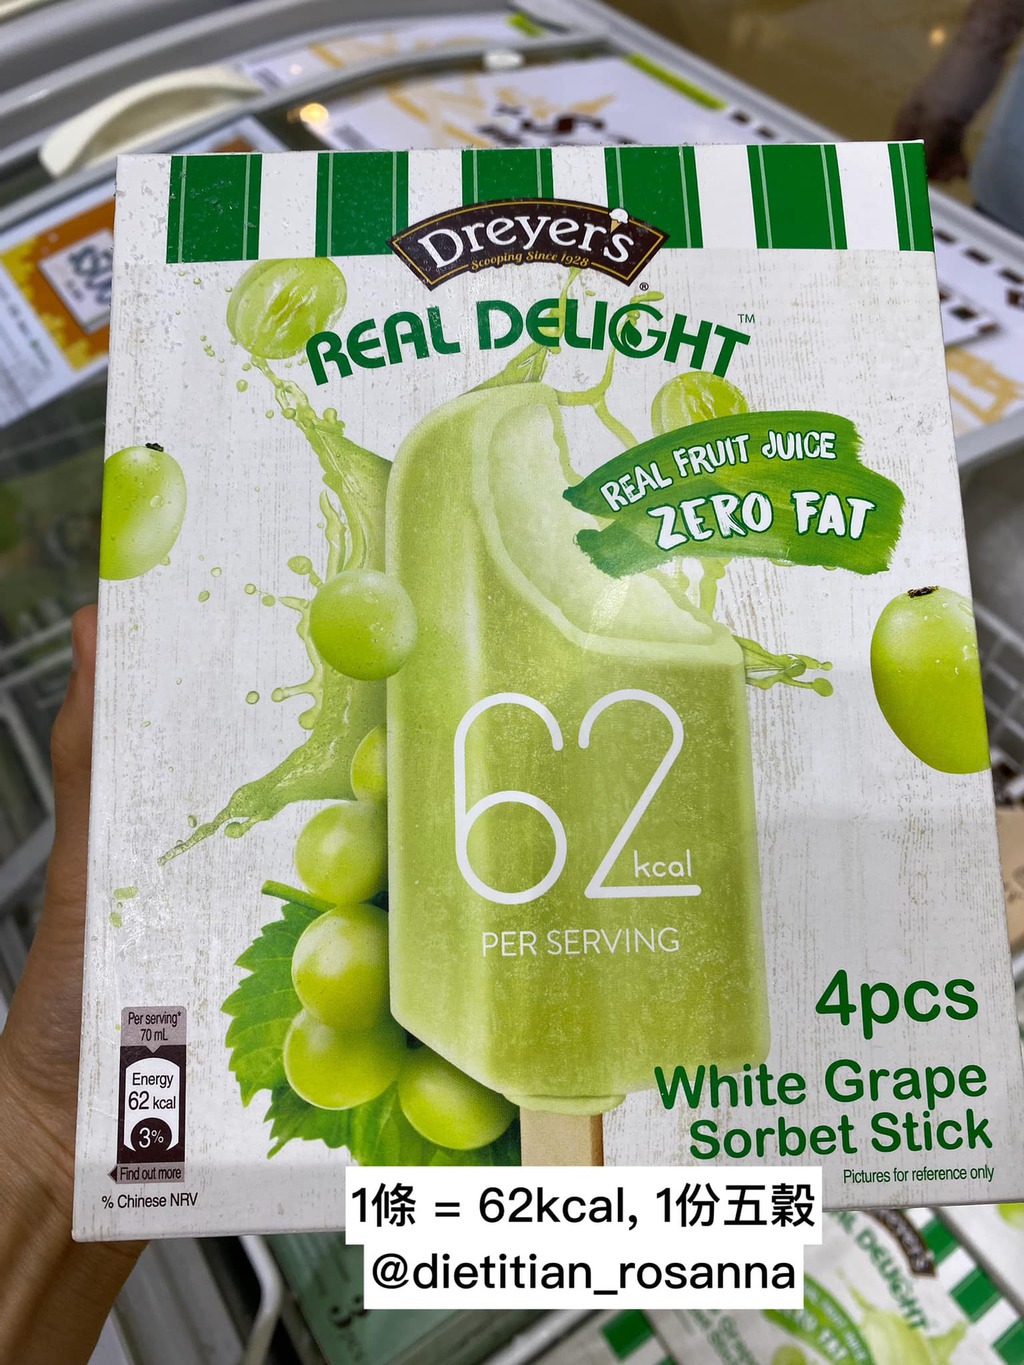 Dreyer's
Scooping Since 1928
®
REAL DELIGHT™
REAL FRUIT JUICE
ZERO FAT
62
kcal
PER SERVING
4pcs
White Grape
Sorbet Stick
Pictures for reference only
Per serving*
70 mL
Energy
62 kcal
3%
Find out more
% Chinese NRV
1條 = 62kcal, 1份五穀
@dietitian_rosanna
DELIGHT